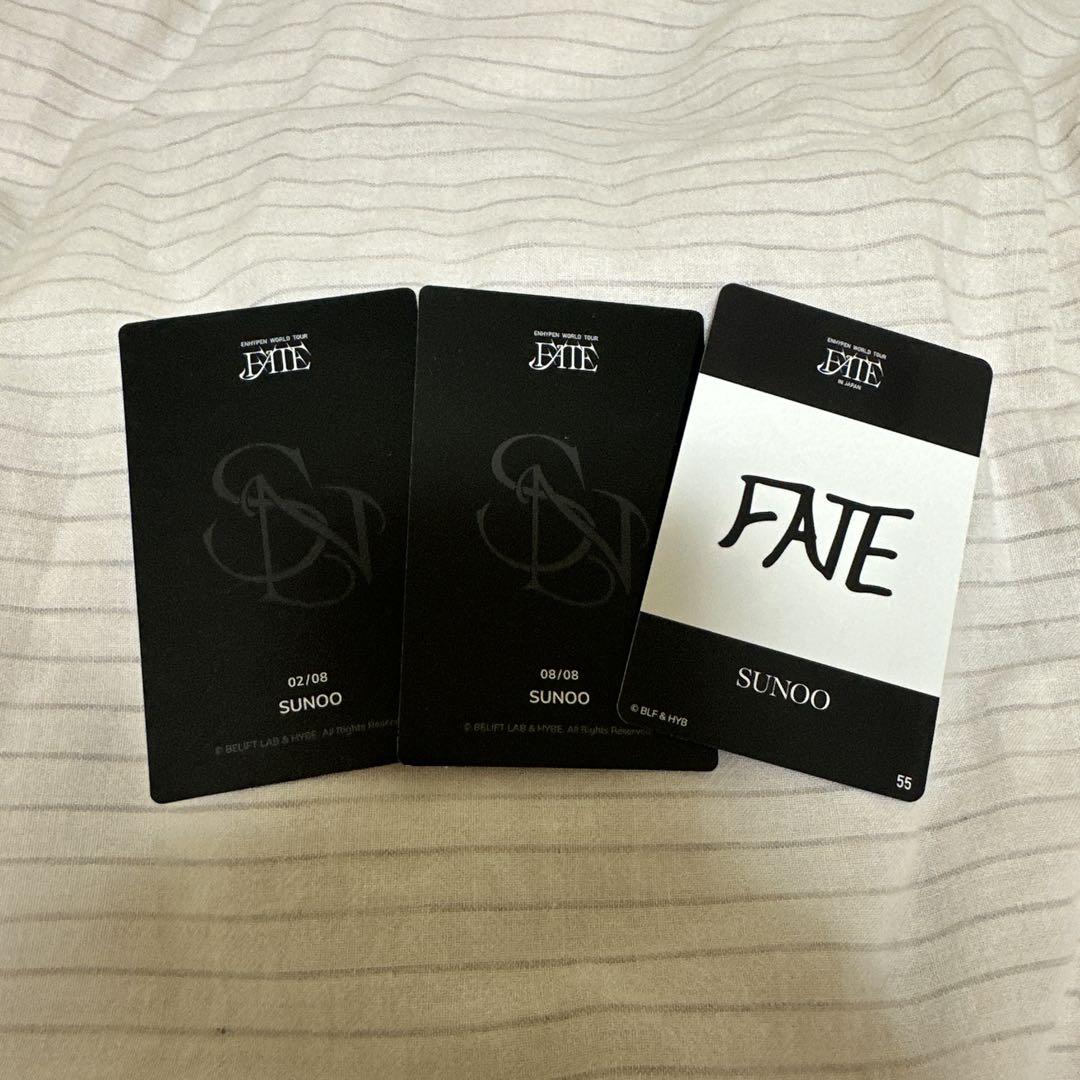 ENHYPEN WORLD TOUR
FATE
02/08
SUNOO
© BELIFT LAB & HYBE. All Rights Reserv
ENHYPEN WORLD TOUR
FATE
08/08
SUNOO
© BELIFT LAB & HYBE. All Rights Reserved
ENHYPEN WORLD TOUR
FATE
IN JAPAN
FATE
SUNOO
© BLF & HYB
55